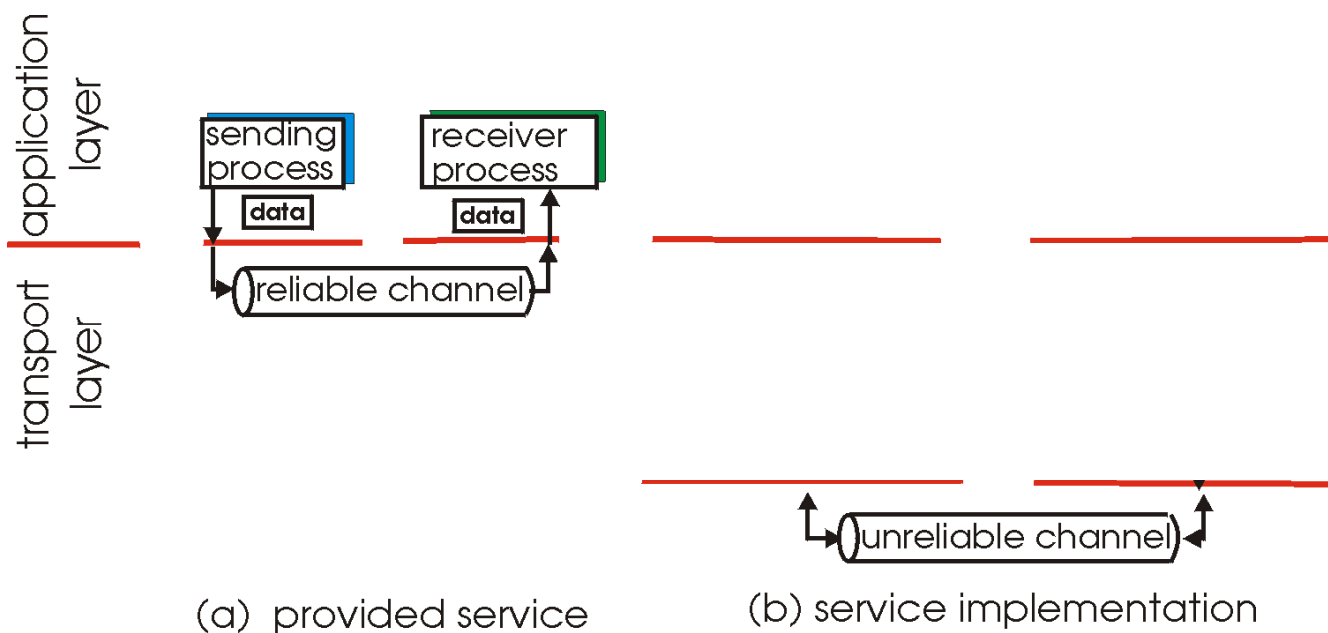 application
layer
transport
layer
sending
process
receiver
process
data
data
reliable channel
unreliable channel
(a) provided service
(b) service implementation